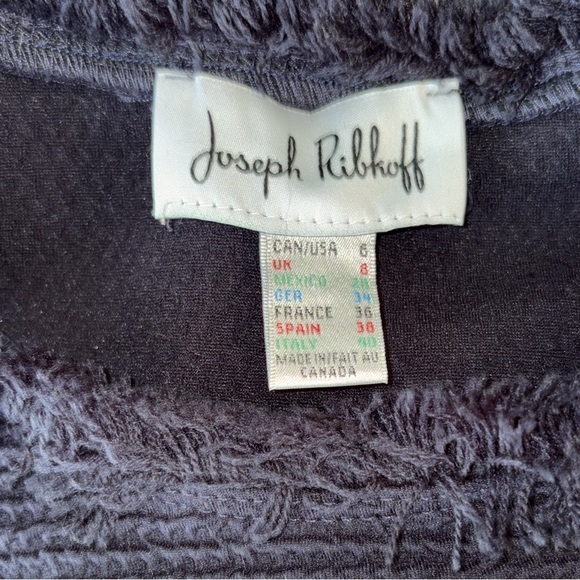 Joseph Ribkoff
CAN/USA 6
UK 8
MEXICO 28
GER 34
FRANCE 36
SPAIN 38
ITALY 40
MADE IN/FAIT AU
CANADA